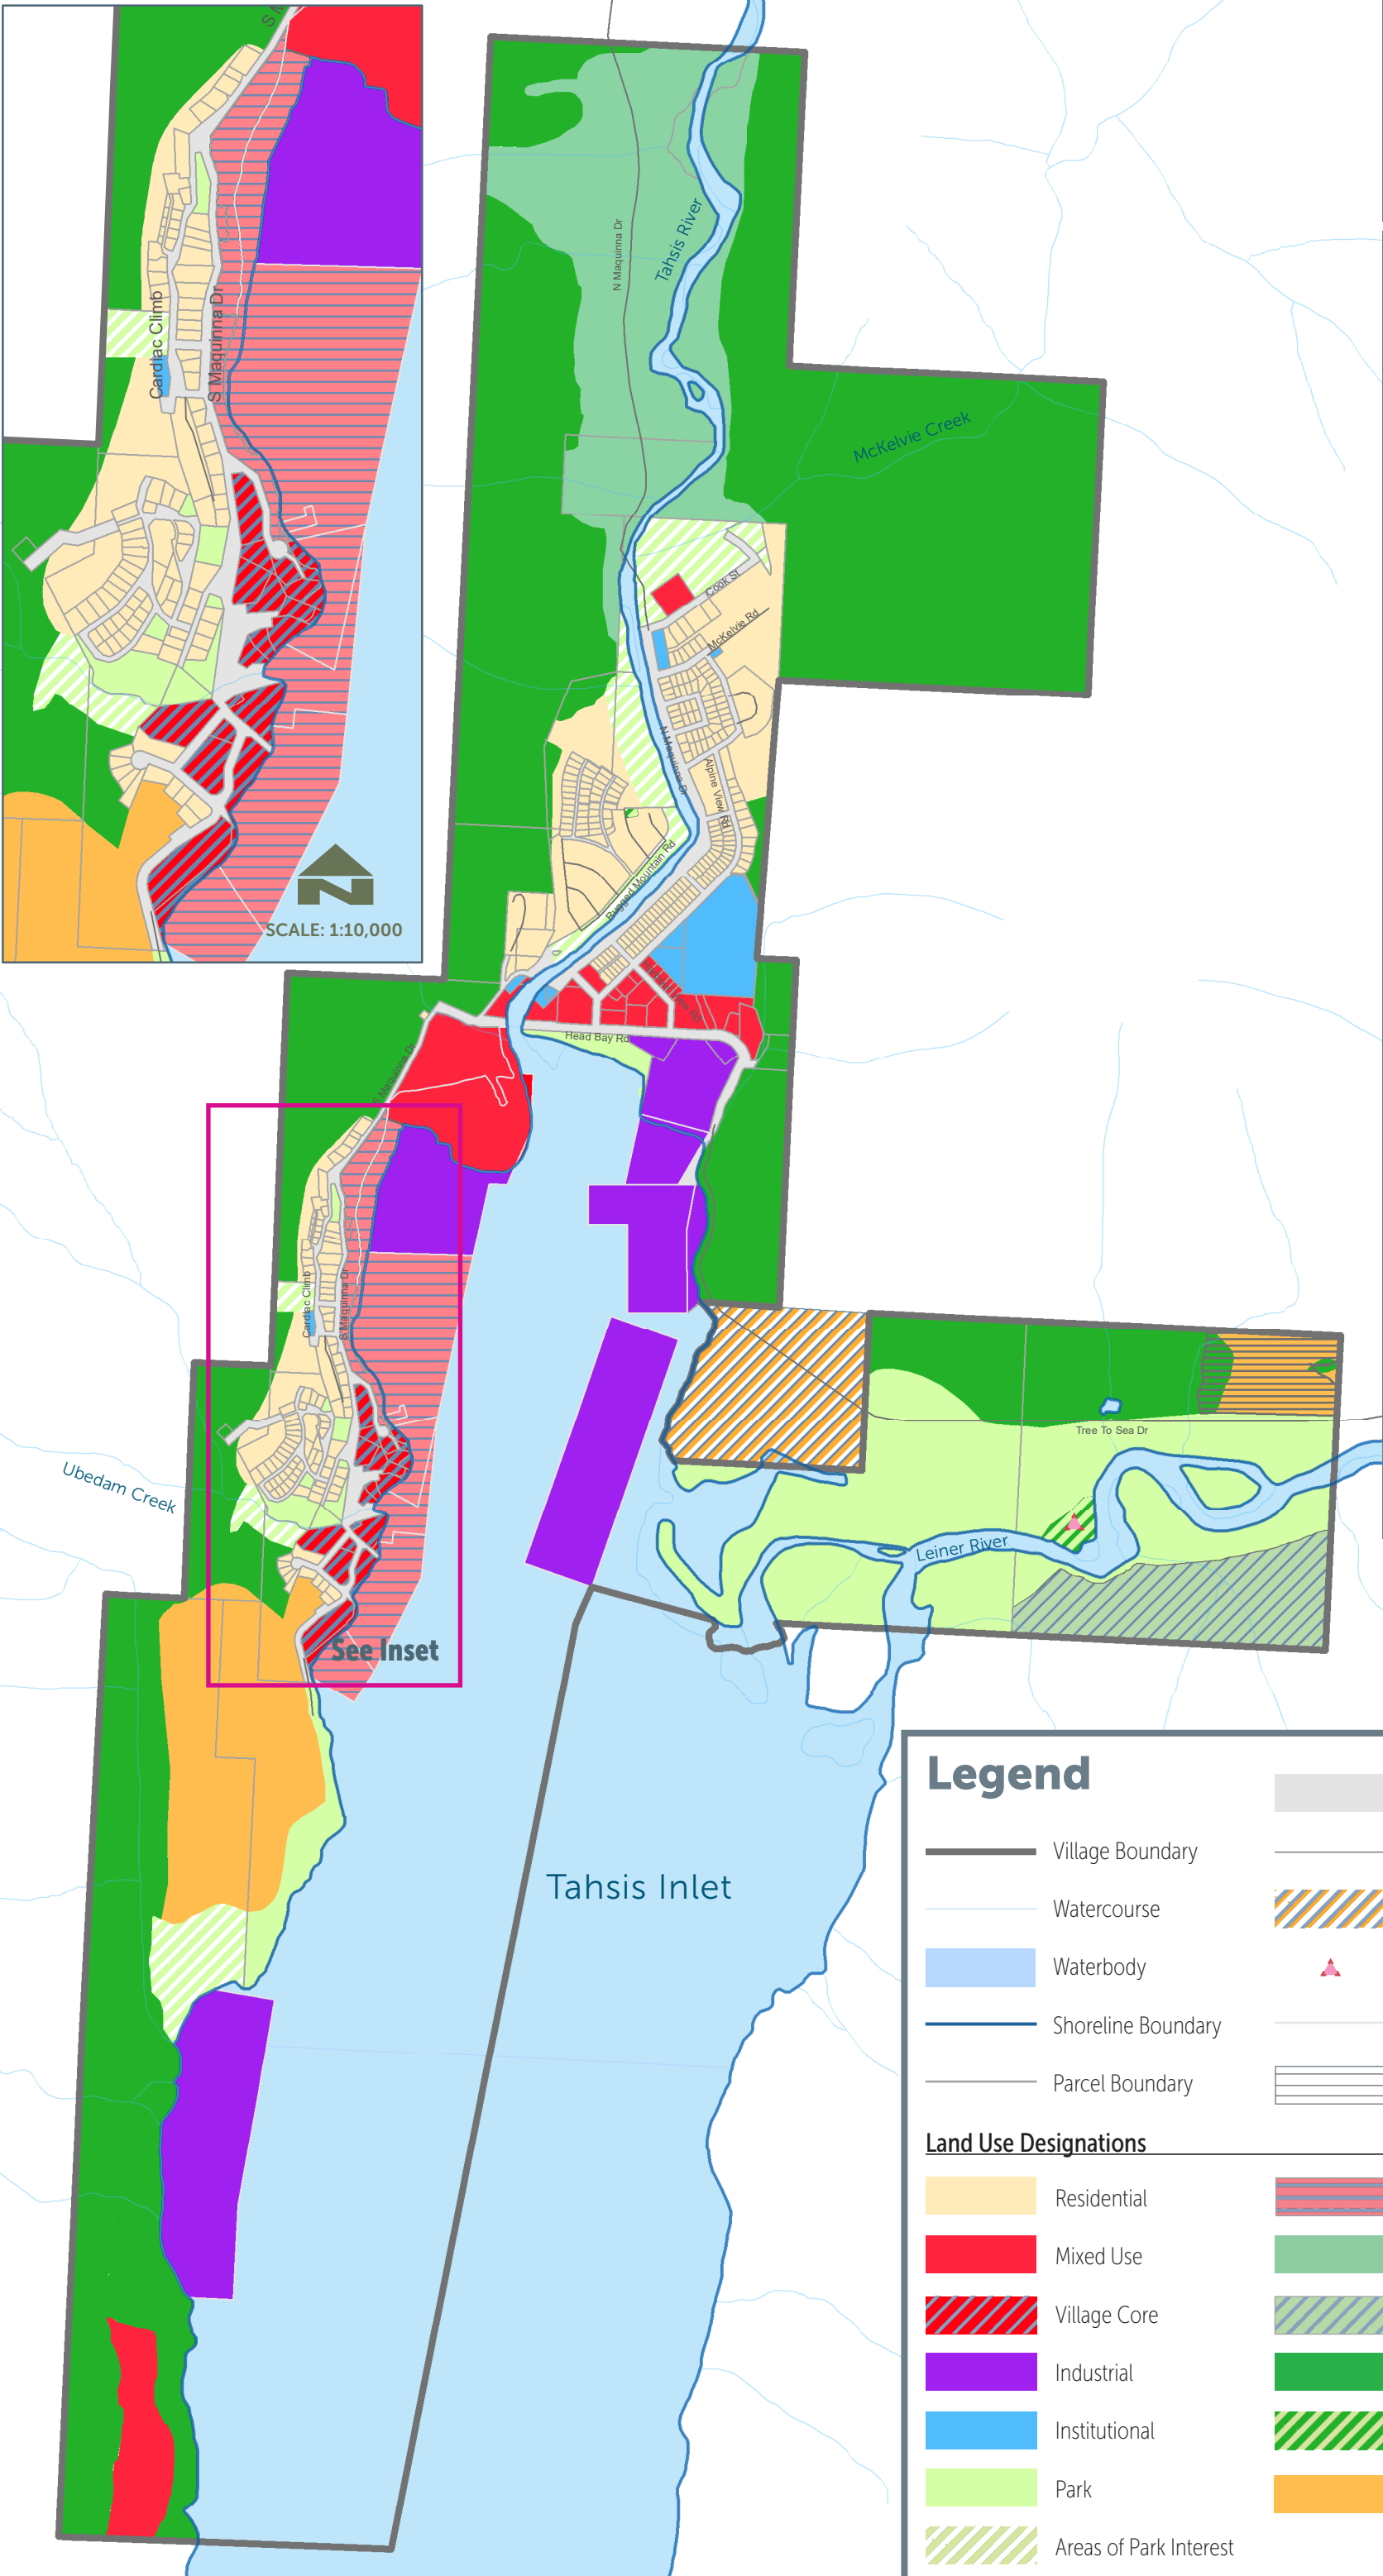 S M
Cardiac Climb
S Maquinna Dr
SCALE: 1:10,000
N Maquinna Dr
Tahsis River
McKelvie Creek
Cook St
McKelvie Rd
N Maquinna Dr
Alpine View Rd
Rugged Mountain Rd
Head Bay Rd
S Maquinna Dr
Cardiac Climb
S Maquinna Dr
Ubedam Creek
Tree To Sea Dr
Leiner River
See Inset
Tahsis Inlet
Legend
Village Boundary
Watercourse
Waterbody
Shoreline Boundary
Parcel Boundary
Land Use Designations
Residential
Mixed Use
Village Core
Industrial
Institutional
Park
Areas of Park Interest